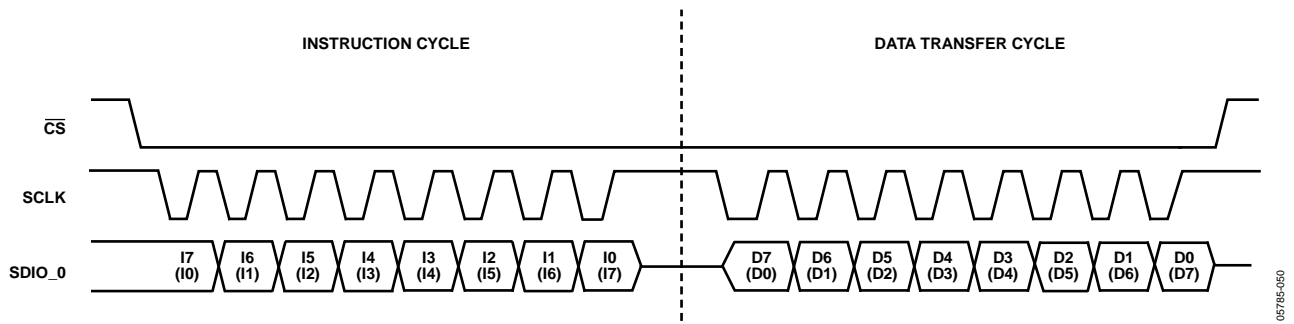 INSTRUCTION CYCLE
DATA TRANSFER CYCLE
CS
SCLK
SDIO_0
I7 I6 I5 I4 I3 I2 I1 I0 D7 D6 D5 D4 D3 D2 D1 D0
(I0) (I1) (I2) (I3) (I4) (I5) (I6) (I7) (D0) (D1) (D2) (D3) (D4) (D5) (D6) (D7)
05785-050